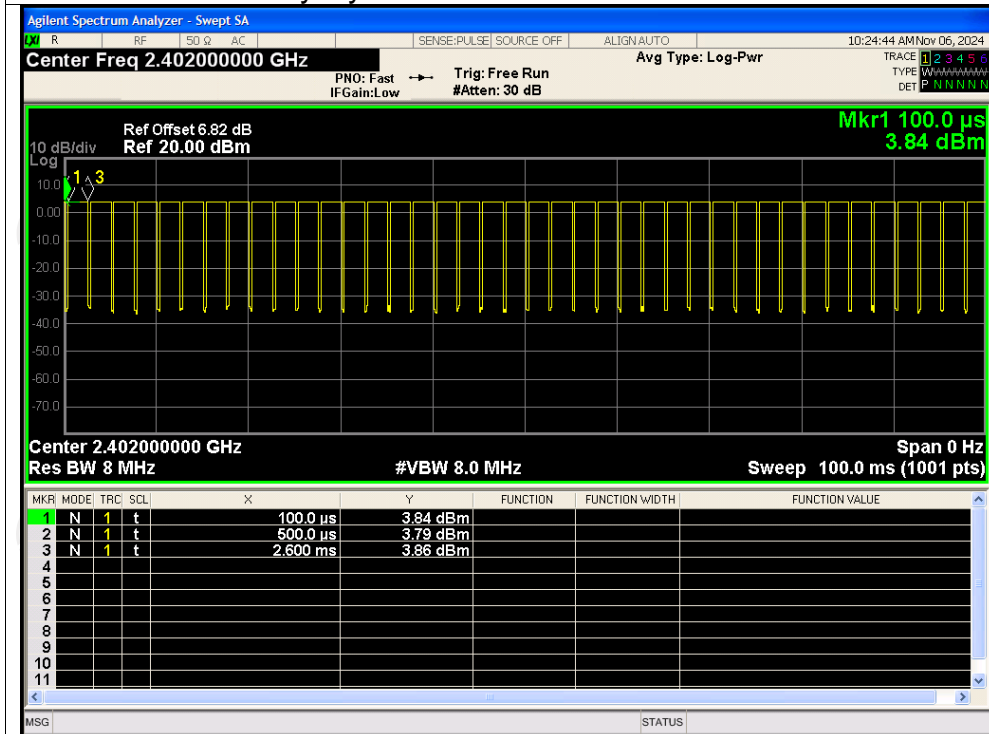 Agilent Spectrum Analyzer - Swept SA
LXI R RF 50 Ω AC SENSE:PULSE SOURCE OFF ALIGN AUTO 10:24:44 AM Nov 06, 2024
Center Freq 2.402000000 GHz Avg Type: Log-Pwr TRACE 1 2 3 4 5 6
PNO: Fast Trig: Free Run TYPE WWWWWW
IFGain:Low #Atten: 30 dB DET P N N N N N
Mkr1 100.0 µs
Ref Offset 6.82 dB
10 dB/div Ref 20.00 dBm 3.84 dBm
Log
1 3
10.0
0.00
-10.0
-20.0
-30.0
-40.0
-50.0
-60.0
-70.0
Center 2.402000000 GHz Span 0 Hz
Res BW 8 MHz #VBW 8.0 MHz Sweep 100.0 ms (1001 pts)
MKR MODE TRC SCL X Y FUNCTION FUNCTION WIDTH FUNCTION VALUE
1 N 1 t 100.0 µs 3.84 dBm
2 N 1 t 500.0 µs 3.79 dBm
3 N 1 t 2.600 ms 3.86 dBm
4
5
6
7
8
9
10
11
MSG STATUS